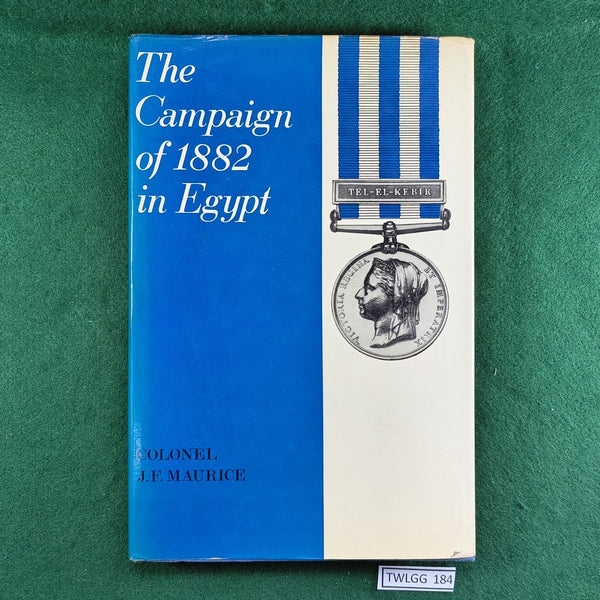 The
Campaign
of 1882
in Egypt
TEL-EL-KEBIR
VICTORIA REGINA ET IMPERATRIX
COLONEL
J. F. MAURICE
TWLGG 184